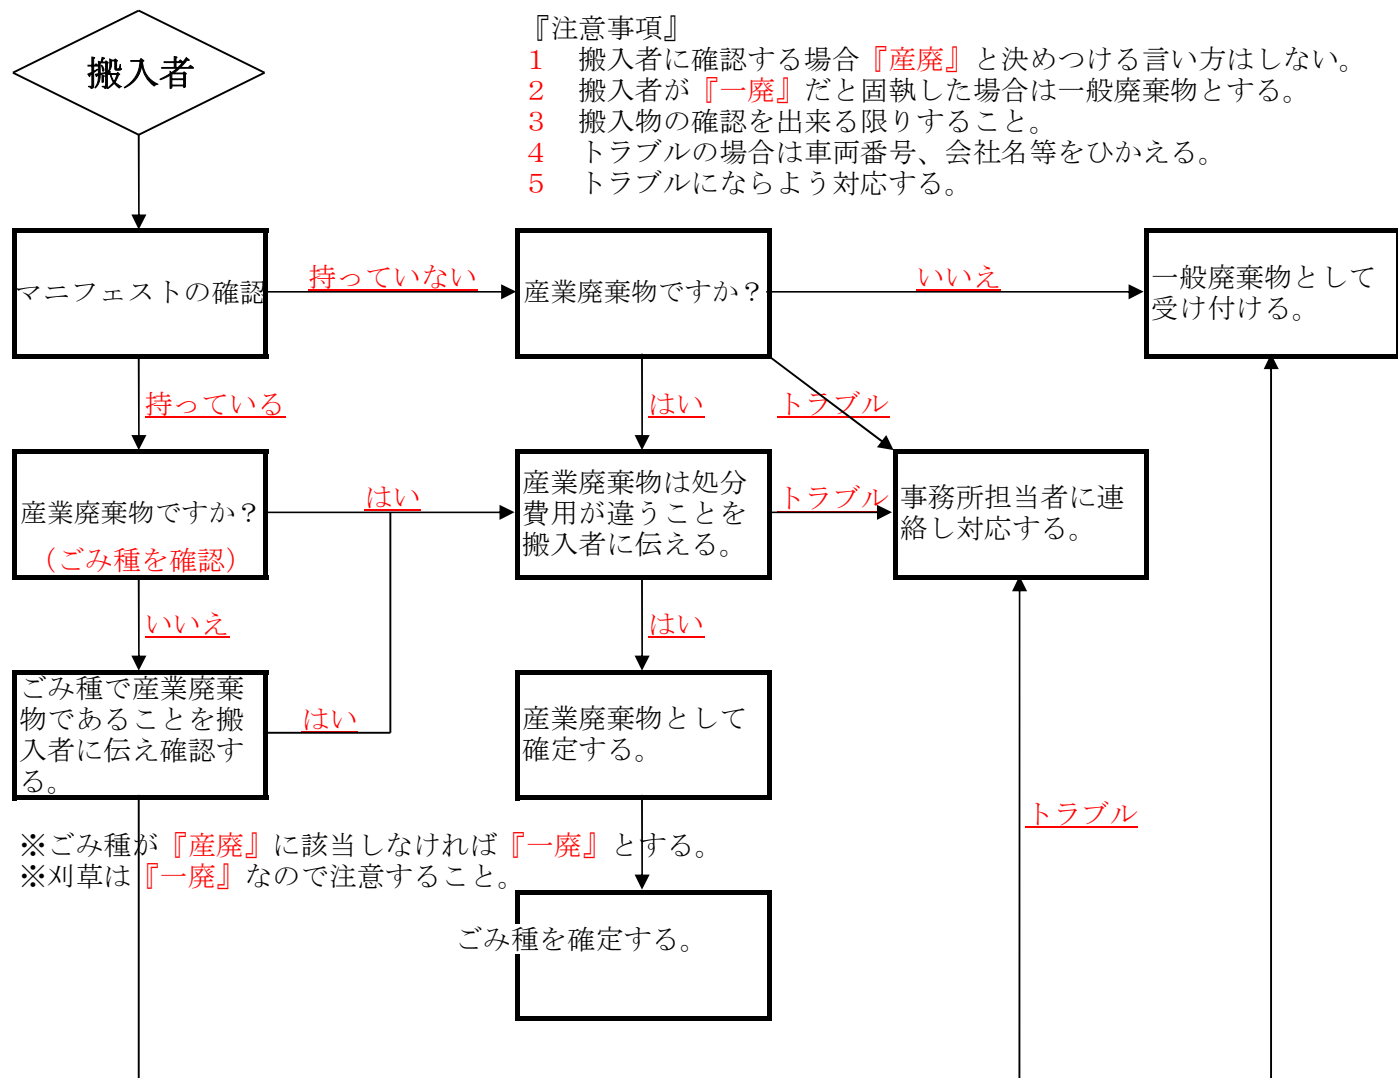 搬入者
『注意事項』
1 搬入者に確認する場合『産廃』と決めつける言い方はしない。
2 搬入者が『一廃』だと固執した場合は一般廃棄物とする。
3 搬入物の確認を出来る限りすること。
4 トラブルの場合は車両番号、会社名等をひかえる。
5 トラブルにならよう対応する。
マニフェストの確認
持っていない
産業廃棄物ですか？
いいえ
一般廃棄物として
受け付ける。
持っている
はい
トラブル
産業廃棄物ですか？
（ごみ種を確認）
はい
産業廃棄物は処分
費用が違うことを
搬入者に伝える。
トラブル
事務所担当者に連
絡し対応する。
いいえ
はい
ごみ種で産業廃棄
物であることを搬
入者に伝え確認す
る。
はい
産業廃棄物として
確定する。
トラブル
※ごみ種が『産廃』に該当しなければ『一廃』とする。
※刈草は『一廃』なので注意すること。
ごみ種を確定する。